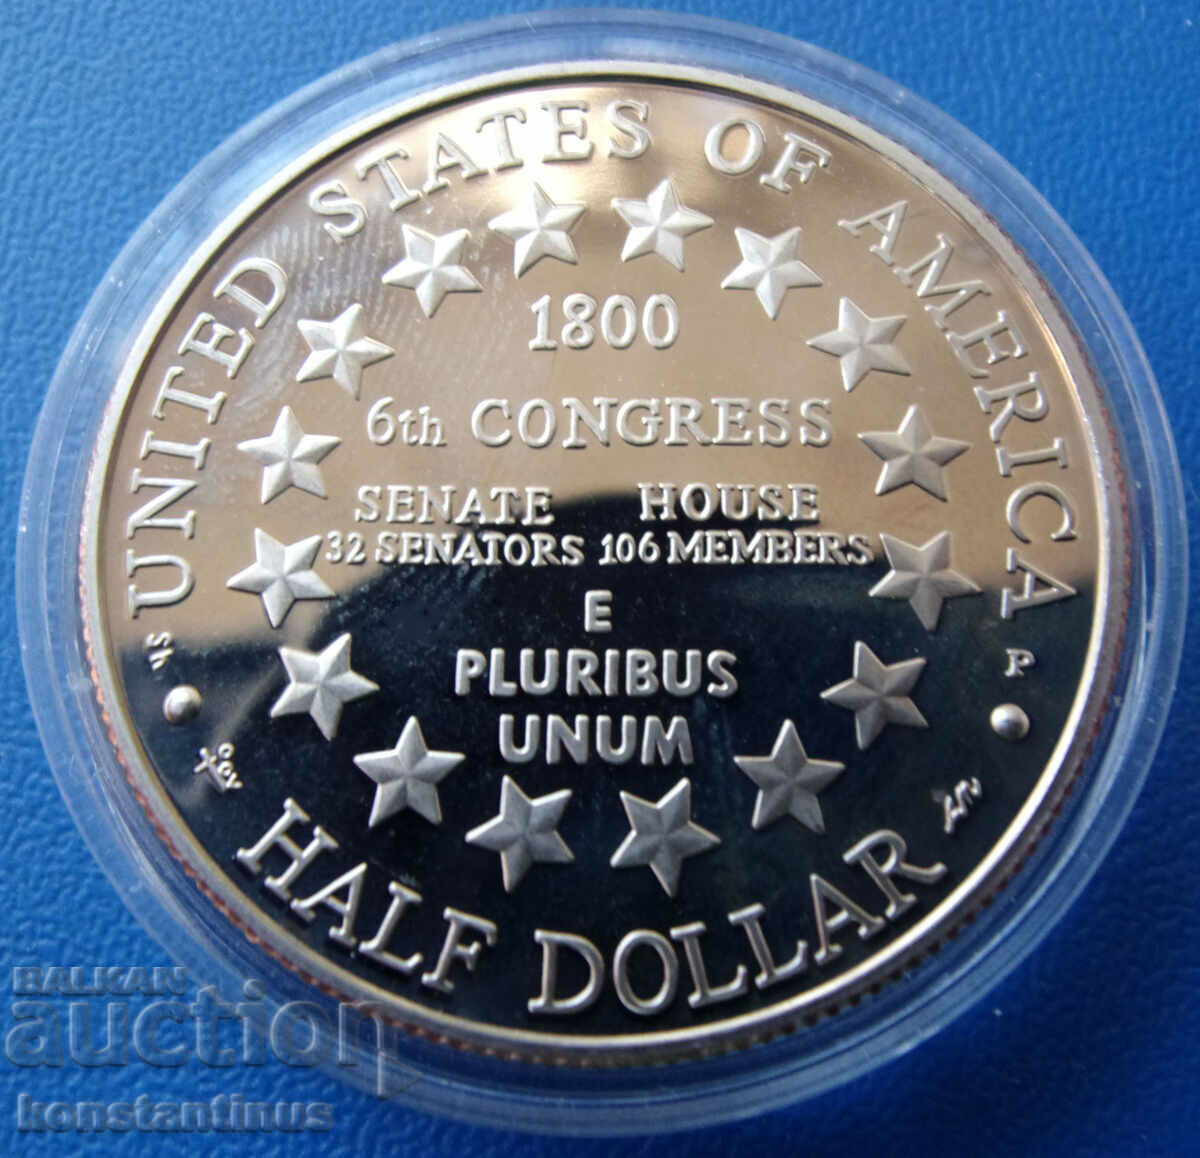 UNITED STATES OF AMERICA
1800
6th CONGRESS
SENATE HOUSE
32 SENATORS 106 MEMBERS
E
PLURIBUS
UNUM
P
HALF DOLLAR
BALKAN
auction
konstantinus